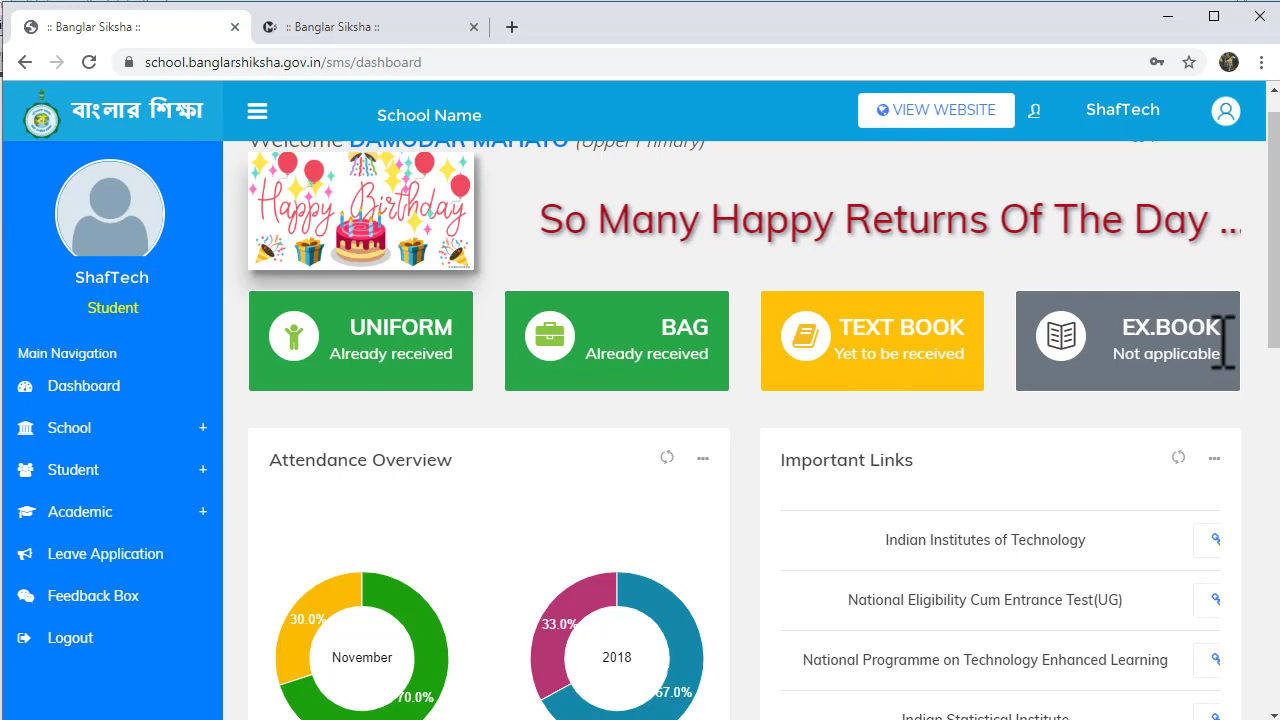 :: Banglar Siksha ::
:: Banglar Siksha ::
school.banglarshiksha.gov.in/sms/dashboard
বাংলার শিক্ষা
School Name
VIEW WEBSITE
ShafTech
Welcome DAMODAR MAHATO (Upper Primary)
Happy Birthday
So Many Happy Returns Of The Day ...
ShafTech
Student
UNIFORM
Already received
BAG
Already received
TEXT BOOK
Yet to be received
EX.BOOK
Not applicable
Main Navigation
Dashboard
School +
Student +
Academic +
Leave Application
Feedback Box
Logout
Attendance Overview
30.0%
November
70.0%
33.0%
2018
67.0%
Important Links
Indian Institutes of Technology
National Eligibility Cum Entrance Test(UG)
National Programme on Technology Enhanced Learning
Indian Statistical Institute